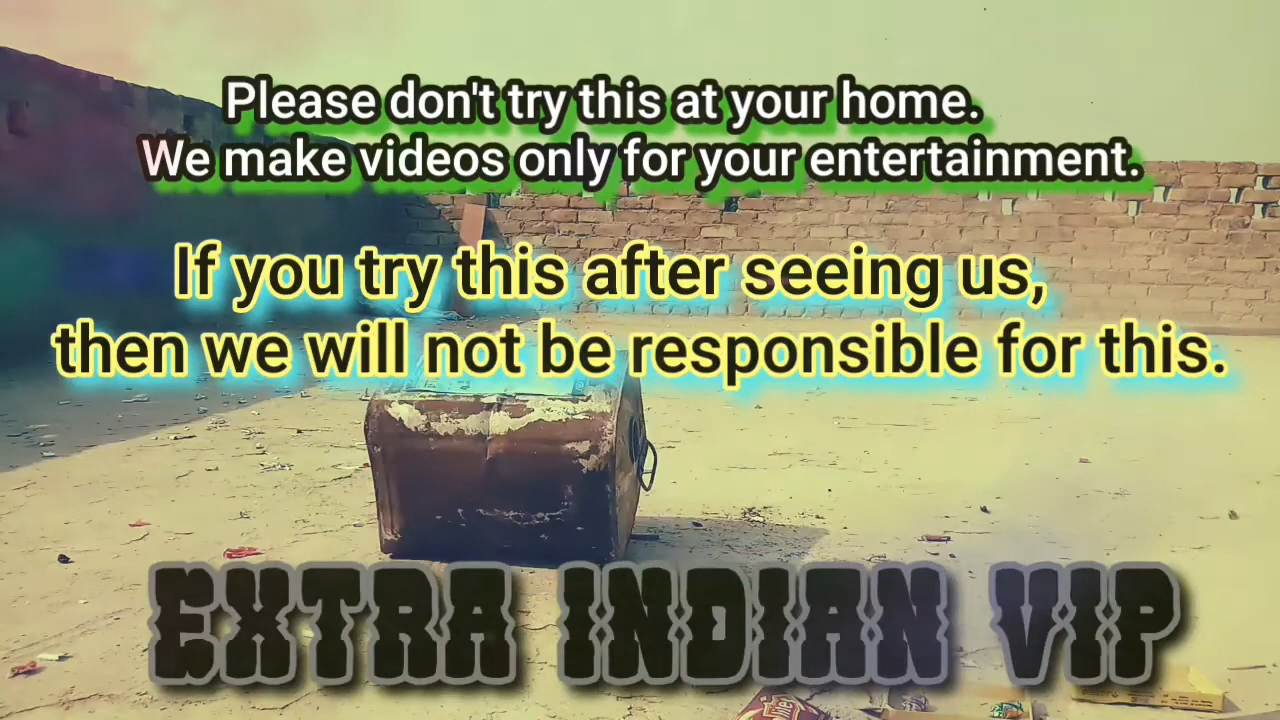 Please don't try this at your home.
We make videos only for your entertainment.
If you try this after seeing us,
then we will not be responsible for this.
EXTRA INDIAN VIP